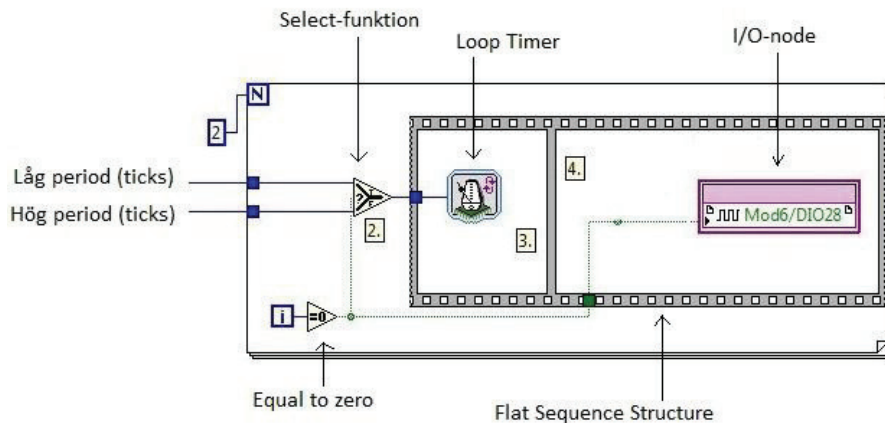 Select-funktion
Loop Timer
I/O-node
N
2
Låg period (ticks)
Hög period (ticks)
?
2.
3.
4.
Mod6/DIO28
i
=0
Equal to zero
Flat Sequence Structure